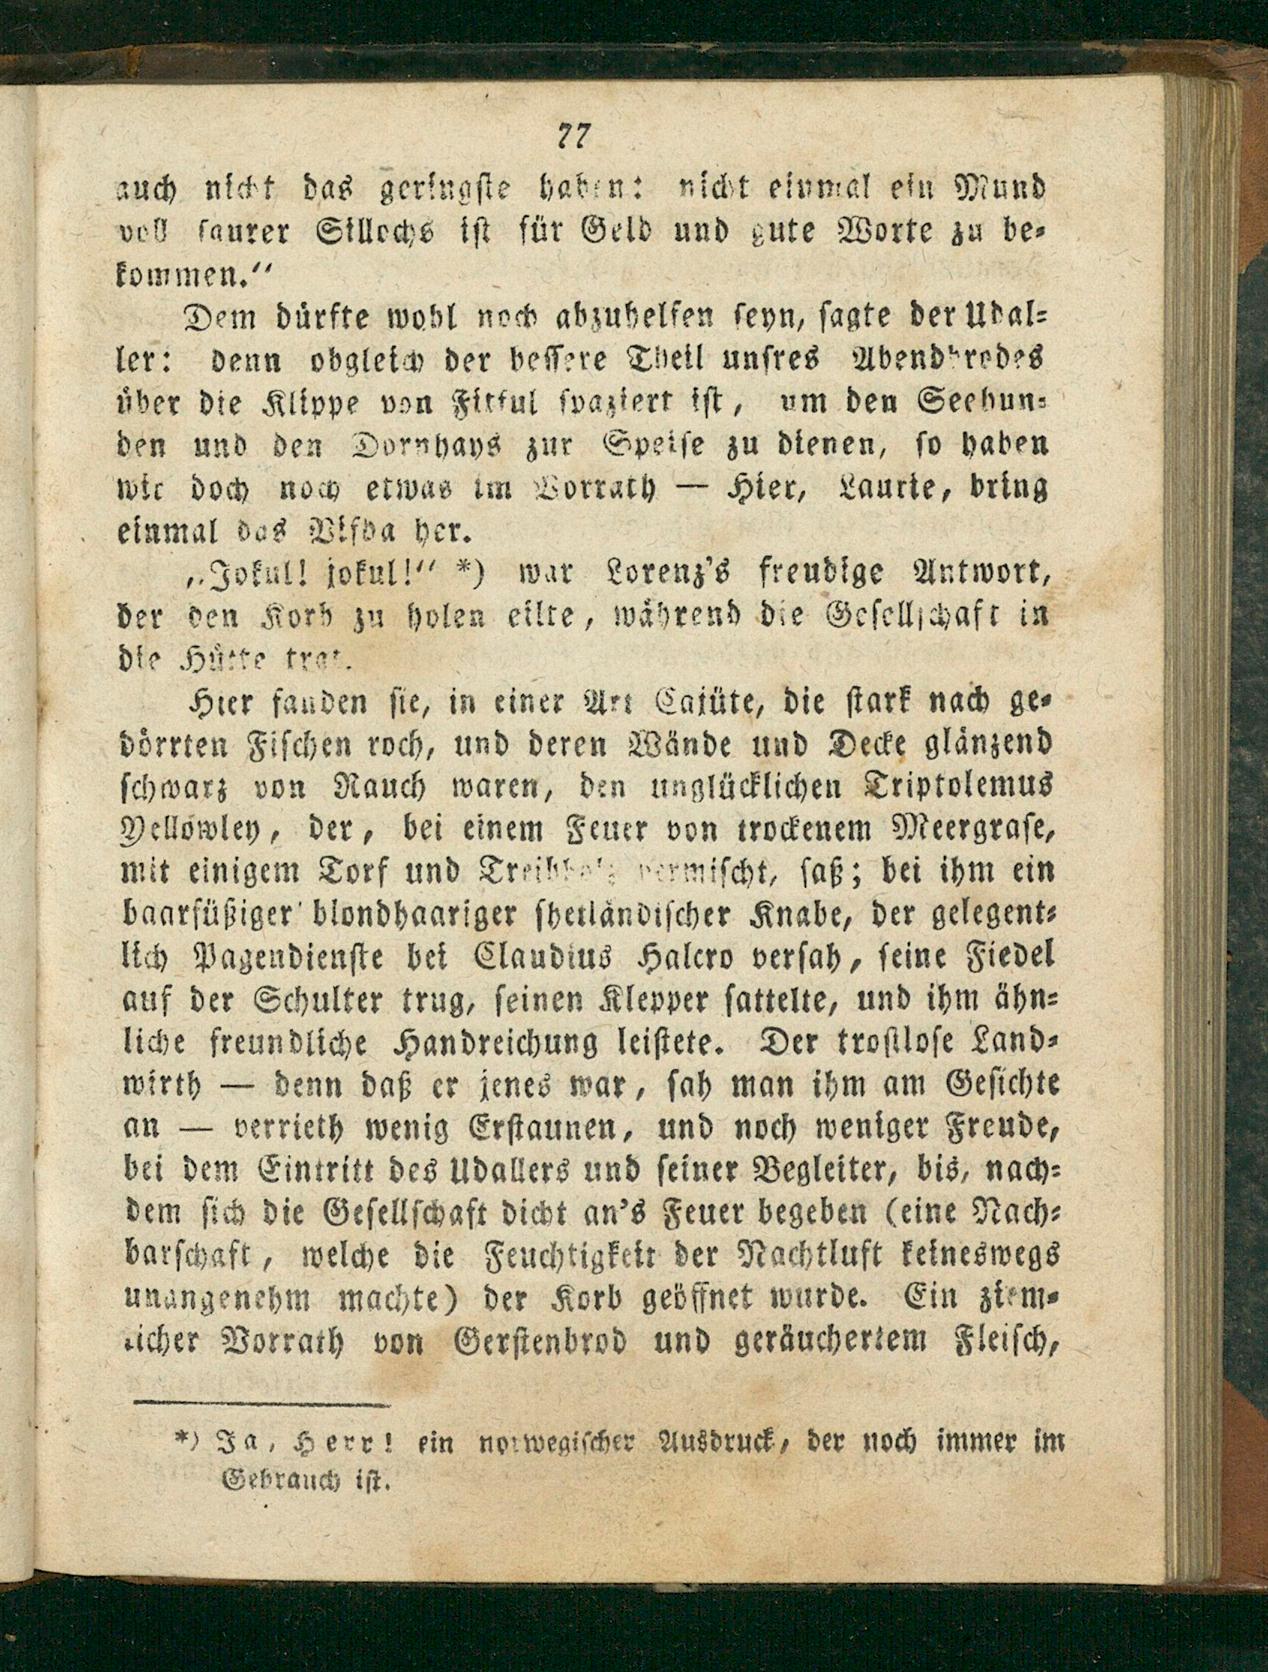 77
auch nicht das geringste haben: nicht einmal ein Mund
voll saurer Sillochs ist für Geld und gute Worte zu be-
kommen.“
Dem dürfte wohl noch abzuhelfen seyn, sagte der Udal-
ler: denn obgleich der bessere Theil unsres Abendbrodes
über die Klippe von Fitful spaziert ist, um den Seehun-
den und den Dornhays zur Speise zu dienen, so haben
wir doch noch etwas im Vorrath — Hier, Laurie, bring
einmal das Vifda her.
„Jokul! jokul!“ *) war Lorenz's freudige Antwort,
der den Korb zu holen eilte, während die Gesellschaft in
die Hütte trat.
Hier fanden sie, in einer Art Cajüte, die stark nach ge-
dörrten Fischen roch, und deren Wände und Decke glänzend
schwarz von Rauch waren, den unglücklichen Triptolemus
Yellowley, der, bei einem Feuer von trockenem Meergrase,
mit einigem Torf und Treibholz vermischt, saß; bei ihm ein
baarfüßiger blondhaariger shetländischer Knabe, der gelegent-
lich Pagendienste bei Claudius Halcro versah, seine Fiedel
auf der Schulter trug, seinen Klepper sattelte, und ihm ähn-
liche freundliche Handreichung leistete. Der trostlose Land-
wirth — denn daß er jenes war, sah man ihm am Gesichte
an — verrieth wenig Erstaunen, und noch weniger Freude,
bei dem Eintritt des Udallers und seiner Begleiter, bis, nach-
dem sich die Gesellschaft dicht an's Feuer begeben (eine Nach-
barschaft, welche die Feuchtigkeit der Nachtluft keineswegs
unangenehm machte) der Korb geöffnet wurde. Ein ziem-
licher Vorrath von Gerstenbrod und geräuchertem Fleisch,
*) Ja, Herr! ein norwegischer Ausdruck, der noch immer im
Gebrauch ist.